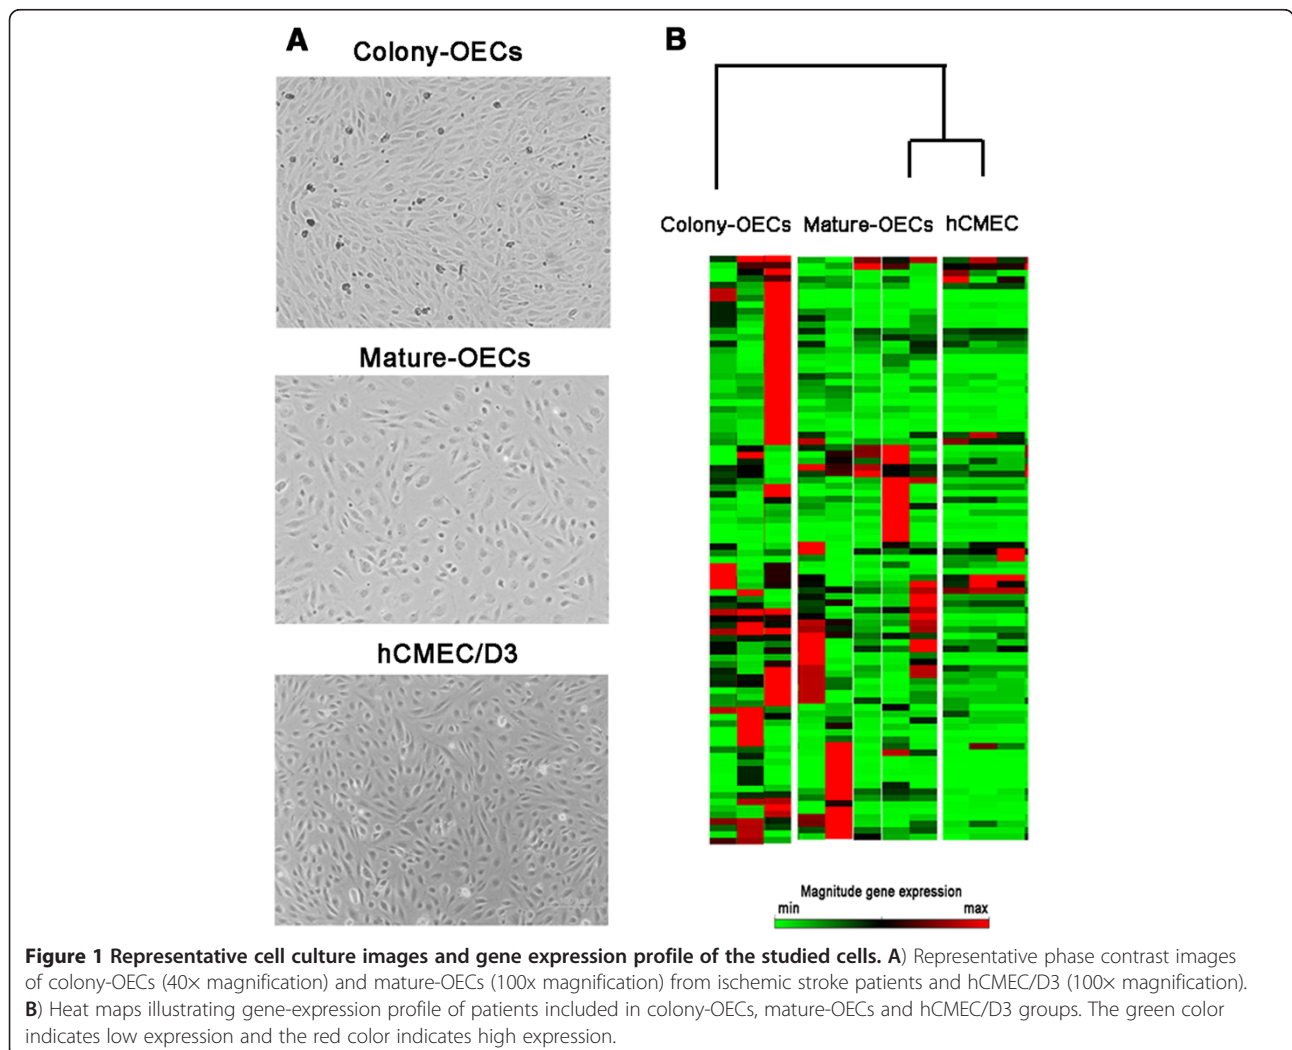 A
Colony-OECs
Mature-OECs
hCMEC/D3
B
Colony-OECs Mature-OECs hCMEC
Magnitude gene expression
min max
Figure 1 Representative cell culture images and gene expression profile of the studied cells. A) Representative phase contrast images
of colony-OECs (40× magnification) and mature-OECs (100x magnification) from ischemic stroke patients and hCMEC/D3 (100× magnification).
B) Heat maps illustrating gene-expression profile of patients included in colony-OECs, mature-OECs and hCMEC/D3 groups. The green color
indicates low expression and the red color indicates high expression.